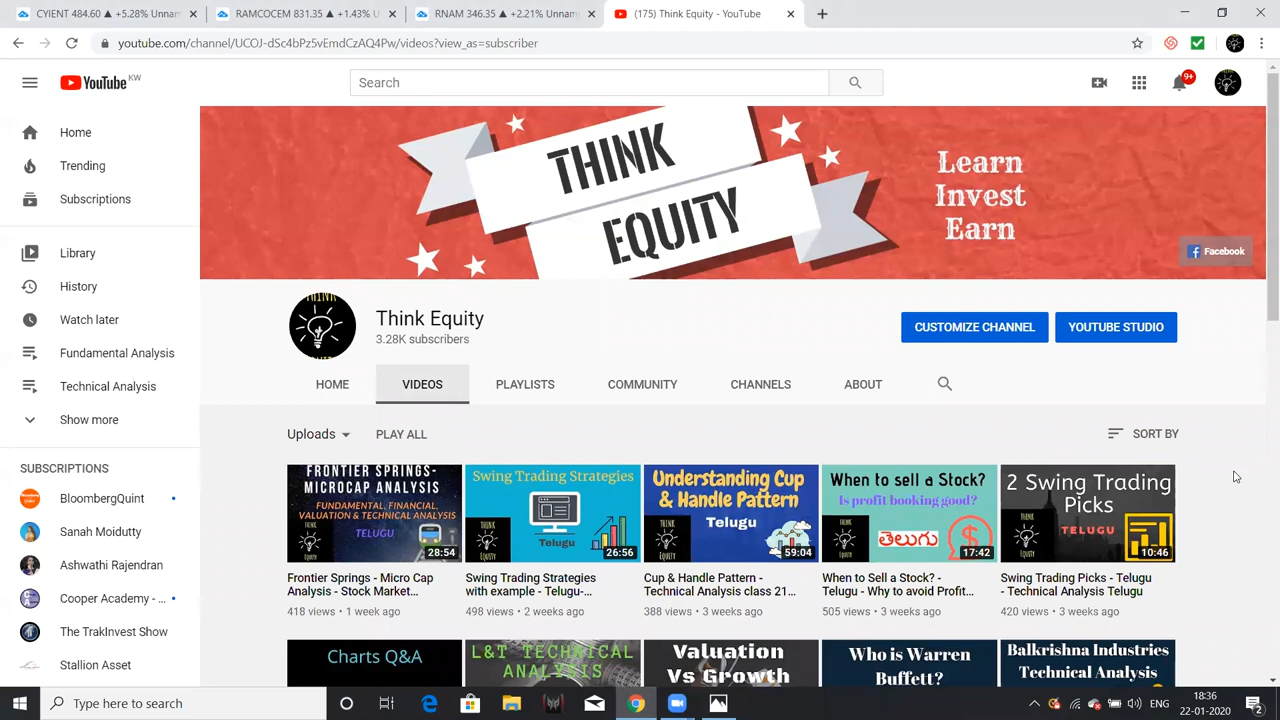 CYIENT 484.60 ▲ +5.28% Unnam
RAMCOCEM 831.35 ▲ +1.43% U
RNAM 346.35 ▲ +2.21% Unnam
(175) Think Equity - YouTube
youtube.com/channel/UCOJ-dSc4bPz5vEmdCzAQ4Pw/videos?view_as=subscriber
YouTube KW
Search
9+
Home
Trending
Subscriptions
Library
History
Watch later
Fundamental Analysis
Technical Analysis
Show more
SUBSCRIPTIONS
BloombergQuint
Sanah Moidutty
Ashwathi Rajendran
Cooper Academy - ...
The TrakInvest Show
Stallion Asset
THINK
EQUITY
Learn
Invest
Earn
Facebook
Think Equity
3.28K subscribers
CUSTOMIZE CHANNEL
YOUTUBE STUDIO
HOME
VIDEOS
PLAYLISTS
COMMUNITY
CHANNELS
ABOUT
Uploads
PLAY ALL
SORT BY
FRONTIER SPRINGS-
MICROCAP ANALYSIS
FUNDAMENTAL, FINANCIAL,
VALUATION & TECHNICAL ANALYSIS
TELUGU
28:54
Frontier Springs - Micro Cap
Analysis - Stock Market...
418 views • 1 week ago
Swing Trading Strategies
Telugu
26:56
Swing Trading Strategies
with example - Telugu-...
498 views • 2 weeks ago
Understanding Cup
& Handle Pattern
Telugu
59:04
Cup & Handle Pattern -
Technical Analysis class 21...
388 views • 3 weeks ago
When to sell a Stock?
Is profit booking good?
తెలుగు
17:42
When to Sell a Stock? -
Telugu - Why to avoid Profit...
505 views • 3 weeks ago
2 Swing Trading
Picks
TELUGU
10:46
Swing Trading Picks - Telugu
- Technical Analysis Telugu
420 views • 3 weeks ago
Charts Q&A
L&T TECHNICAL
ANALYSIS
Valuation
Vs Growth
Who is Warren
Buffett?
Balkrishna Industries
Technical Analysis
Type here to search
ENG
18:36
22-01-2020
2